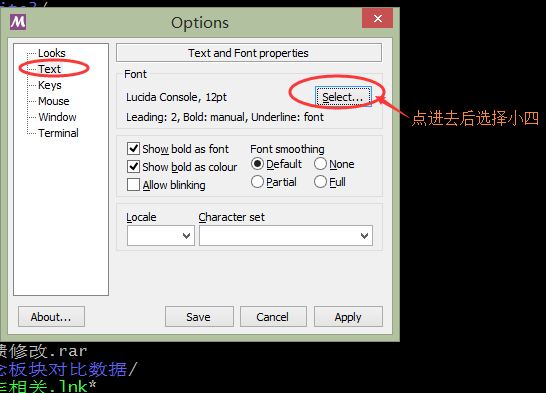 Options
Looks
Text
Keys
Mouse
Window
Terminal
Text and Font properties
Font
Lucida Console, 12pt
Select...
Leading: 2, Bold: manual, Underline: font
点进去后选择小四
Show bold as font
Show bold as colour
Allow blinking
Font smoothing
Default
None
Partial
Full
Locale
Character set
About...
Save
Cancel
Apply
修改.rar
板块对比数据/
相关.lnk*